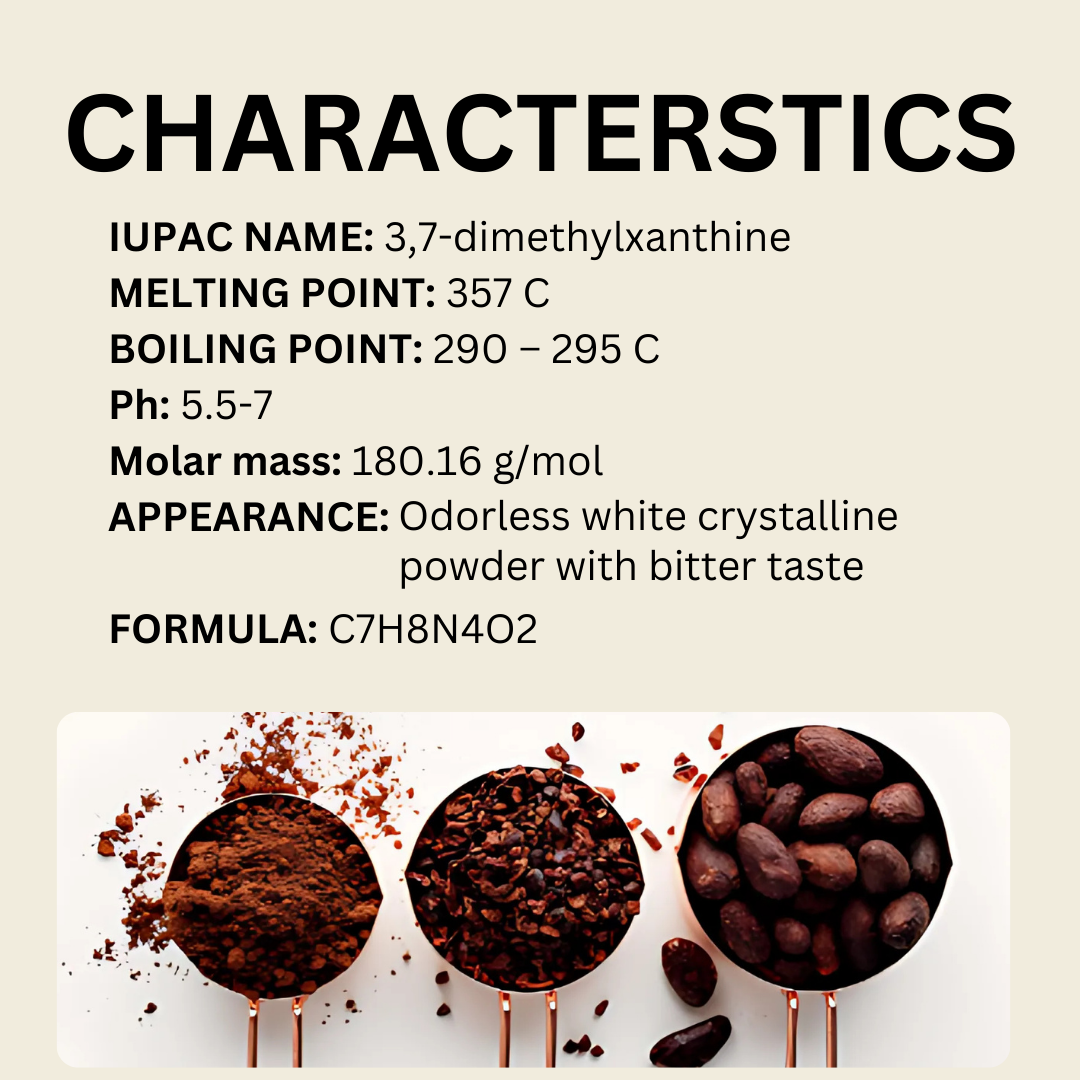 CHARACTERSTICS
IUPAC NAME: 3,7-dimethylxanthine
MELTING POINT: 357 C
BOILING POINT: 290 – 295 C
Ph: 5.5-7
Molar mass: 180.16 g/mol
APPEARANCE: Odorless white crystalline
powder with bitter taste
FORMULA: C7H8N4O2